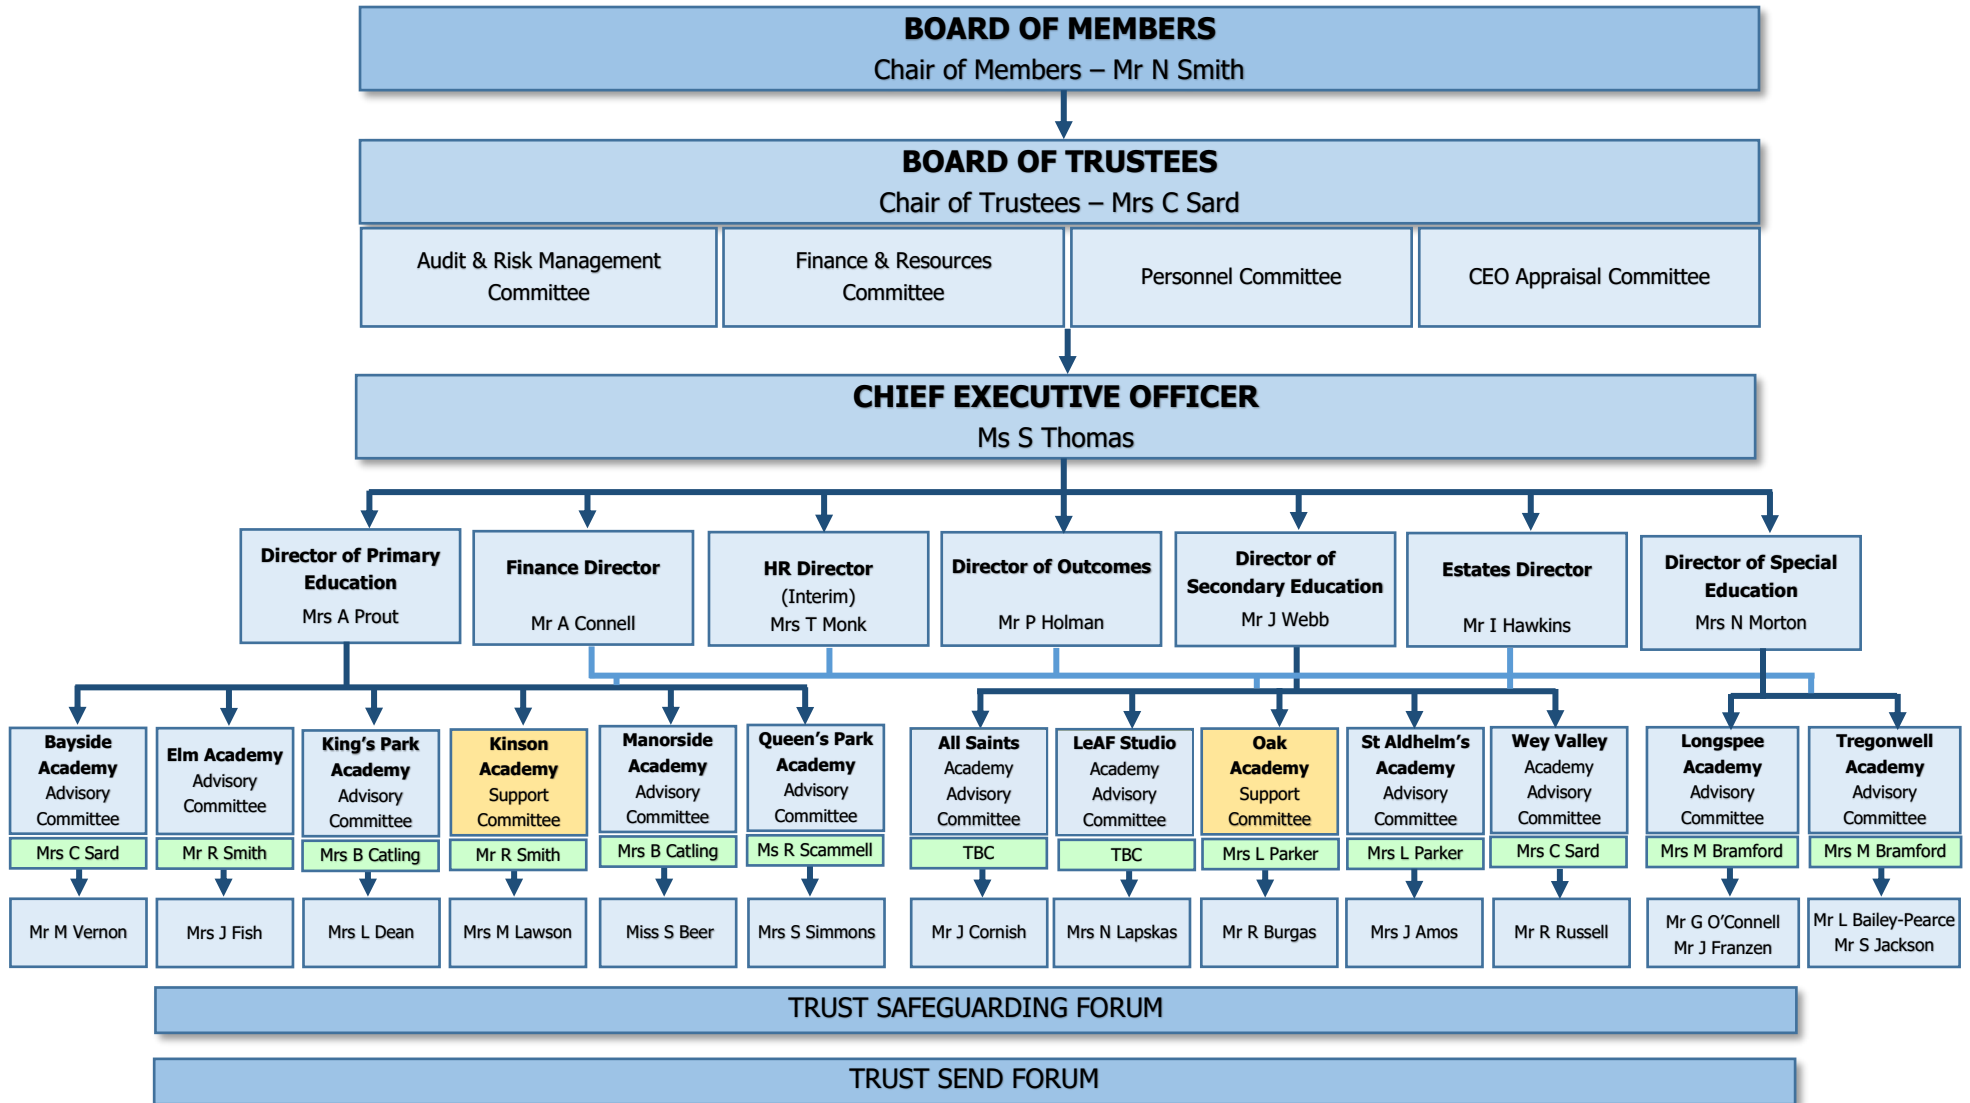 BOARD OF MEMBERS
Chair of Members – Mr N Smith
BOARD OF TRUSTEES
Chair of Trustees – Mrs C Sard
Audit & Risk Management
Committee
Finance & Resources
Committee
Personnel Committee
CEO Appraisal Committee
CHIEF EXECUTIVE OFFICER
Ms S Thomas
Director of Primary
Education
Mrs A Prout
Finance Director
Mr A Connell
HR Director
(Interim)
Mrs T Monk
Director of Outcomes
Mr P Holman
Director of
Secondary Education
Mr J Webb
Estates Director
Mr I Hawkins
Director of Special
Education
Mrs N Morton
Bayside
Academy
Advisory
Committee
Mrs C Sard
Mr M Vernon
Elm Academy
Advisory
Committee
Mr R Smith
Mrs J Fish
King's Park
Academy
Advisory
Committee
Mrs B Catling
Mrs L Dean
Kinson
Academy
Support
Committee
Mr R Smith
Mrs M Lawson
Manorside
Academy
Advisory
Committee
Mrs B Catling
Miss S Beer
Queen's Park
Academy
Advisory
Committee
Ms R Scammell
Mrs S Simmons
All Saints
Academy
Advisory
Committee
TBC
Mr J Cornish
LeAF Studio
Academy
Advisory
Committee
TBC
Mrs N Lapskas
Oak
Academy
Support
Committee
Mrs L Parker
Mr R Burgas
St Aldhelm's
Academy
Advisory
Committee
Mrs L Parker
Mrs J Amos
Wey Valley
Academy
Advisory
Committee
Mrs C Sard
Mr R Russell
Longspee
Academy
Advisory
Committee
Mrs M Bramford
Mr G O'Connell
Mr J Franzen
Tregonwell
Academy
Advisory
Committee
Mrs M Bramford
Mr L Bailey-Pearce
Mr S Jackson
TRUST SAFEGUARDING FORUM
TRUST SEND FORUM